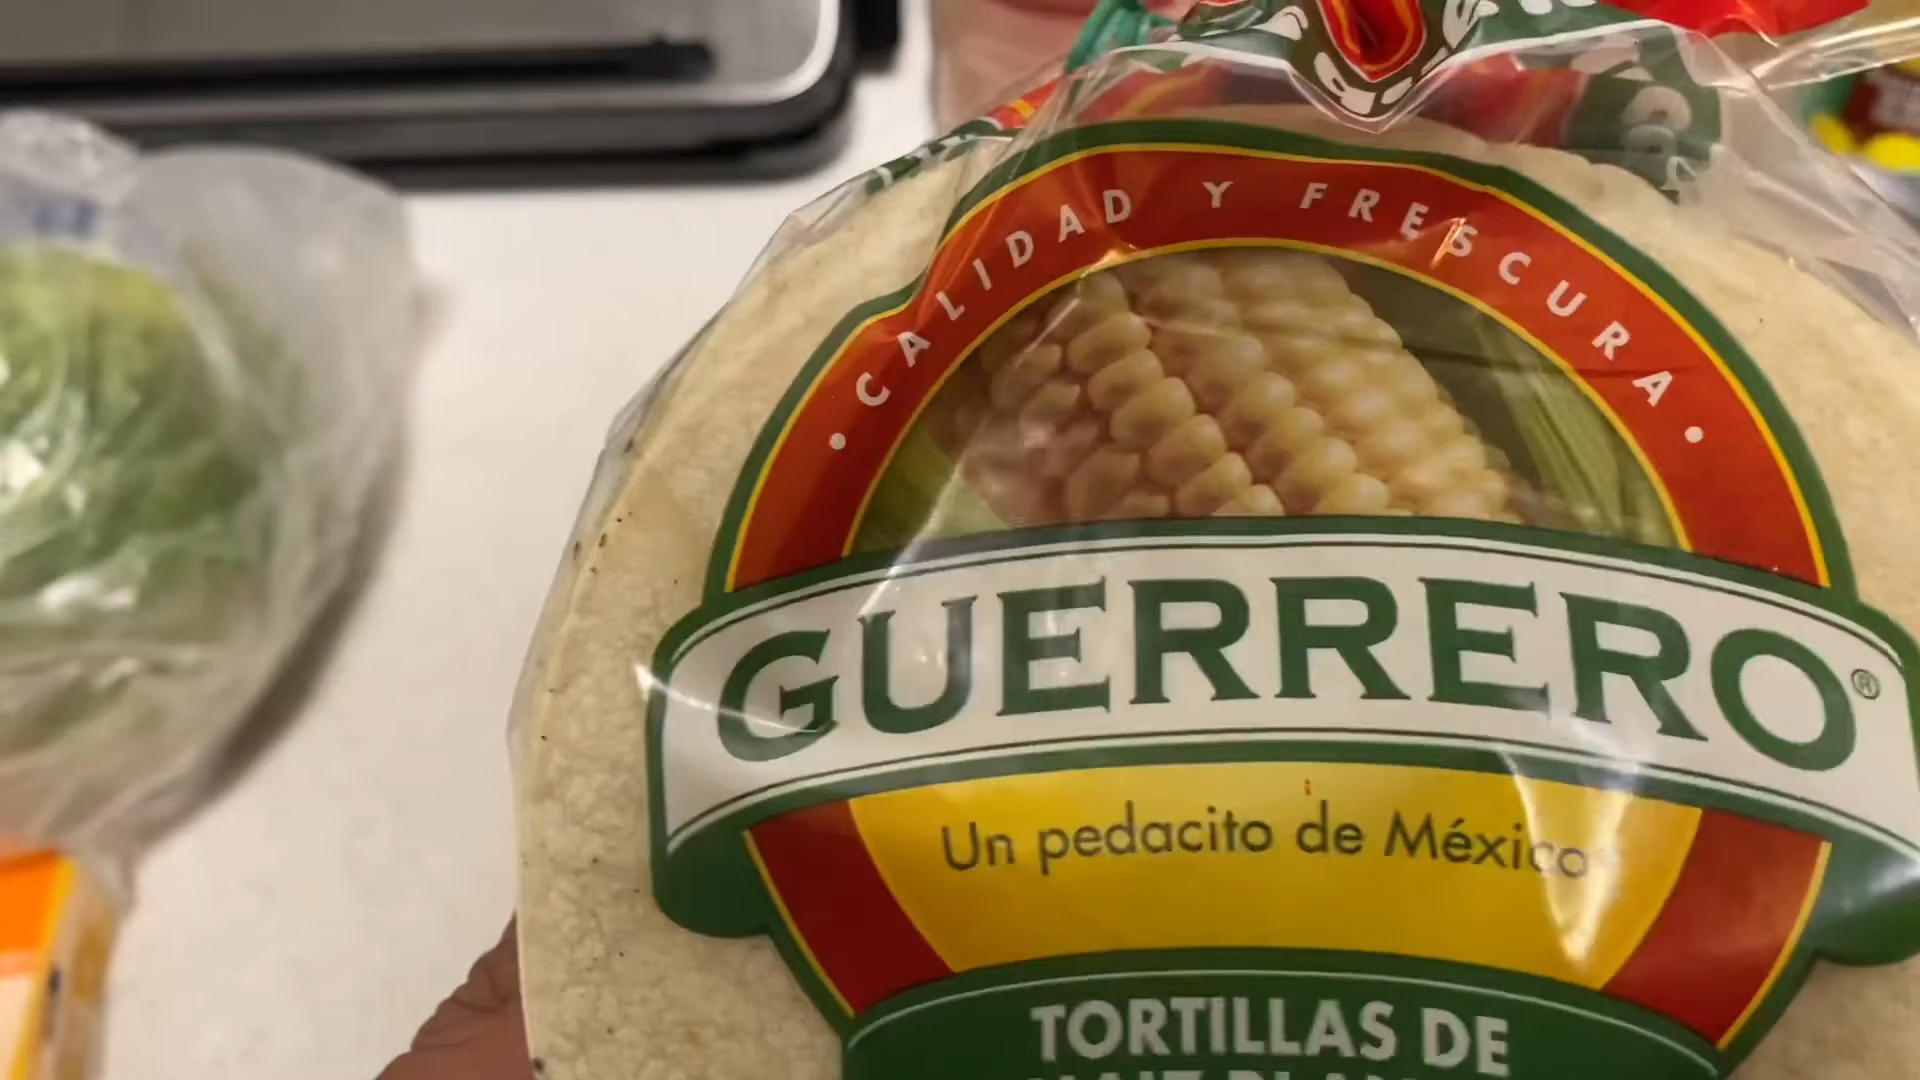 CALIDAD Y FRESCURA
GUERRERO®
Un pedacito de México
TORTILLAS DE